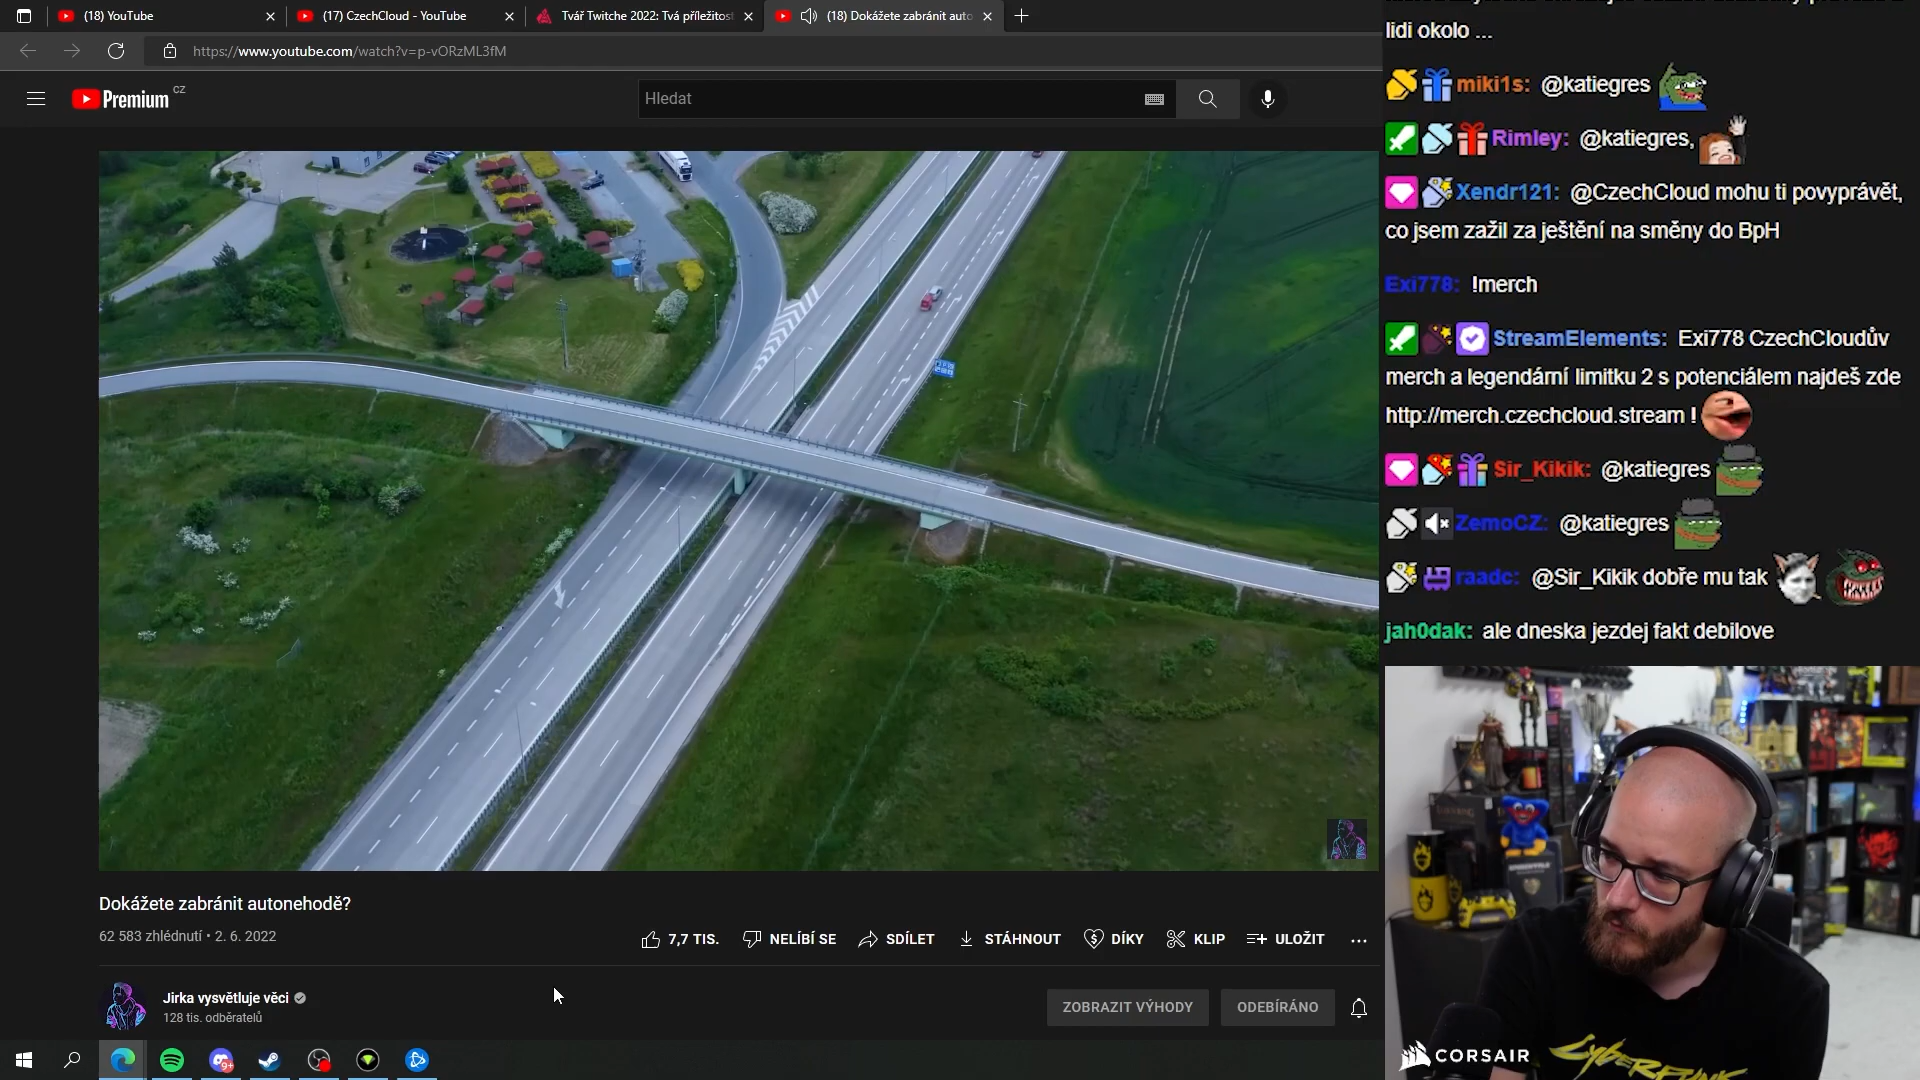 (18) YouTube
(17) CzechCloud - YouTube
Tvář Twitche 2022: Tvá příležitost
(18) Dokážete zabránit auto
https://www.youtube.com/watch?v=p-vORzML3fM
Premium CZ
Hledat
Dokážete zabránit autonehodě?
62 583 zhlédnutí • 2. 6. 2022
7,7 TIS.
NELÍBÍ SE
SDÍLET
STÁHNOUT
DÍKY
KLIP
ULOŽIT
Jirka vysvětluje věci
128 tis. odběratelů
ZOBRAZIT VÝHODY
ODEBÍRÁNO
9+
lidi okolo ...
miki1s: @katiegres
Rimley: @katiegres,
Xendr121: @CzechCloud mohu ti povyprávět,
co jsem zažil za ještění na směny do BpH
Exi778: !merch
StreamElements: Exi778 CzechCloudův
merch a legendární limitku 2 s potenciálem najdeš zde
http://merch.czechcloud.stream !
Sir_Kikik: @katiegres
ZemoCZ: @katiegres
raadc: @Sir_Kikik dobře mu tak
jah0dak: ale dneska jezdej fakt debilove
CORSAIR
CYBERPUNK